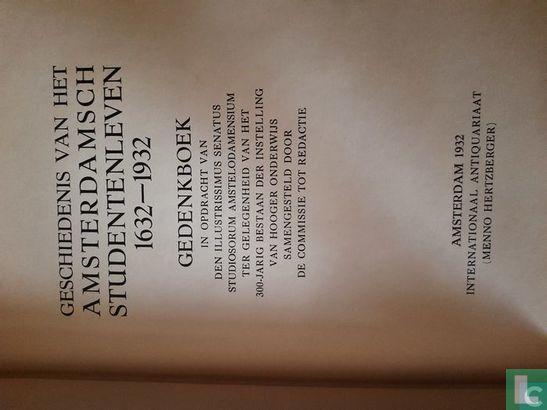 GESCHIEDENIS VAN HET
AMSTERDAMSCH
STUDENTENLEVEN
1632—1932
GEDENKBOEK
IN OPDRACHT VAN
DEN ILLUSTRISSIMUS SENATUS
STUDIOSORUM AMSTELODAMENSIUM
TER GELEGENHEID VAN HET
300-JARIG BESTAAN DER INSTELLING
VAN HOOGER ONDERWIJS
SAMENGESTELD DOOR
DE COMMISSIE TOT REDACTIE
AMSTERDAM 1932
INTERNATIONAAL ANTIQUARIAAT
(MENNO HERTZBERGER)
catawiki